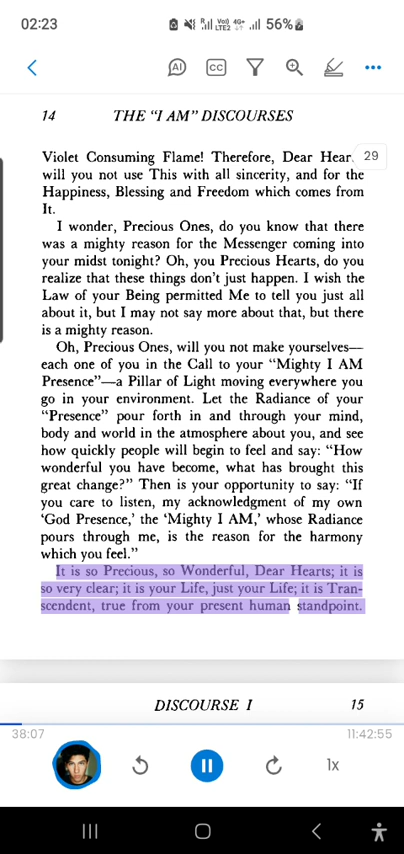 02:23
R Vo)) LTE2 4G+ 56%
AI CC
14 THE “I AM” DISCOURSES
29
Violet Consuming Flame! Therefore, Dear Hear
will you not use This with all sincerity, and for the
Happiness, Blessing and Freedom which comes from
It.
I wonder, Precious Ones, do you know that there
was a mighty reason for the Messenger coming into
your midst tonight? Oh, you Precious Hearts, do you
realize that these things don’t just happen. I wish the
Law of your Being permitted Me to tell you just all
about it, but I may not say more about that, but there
is a mighty reason.
Oh, Precious Ones, will you not make yourselves—
each one of you in the Call to your “Mighty I AM
Presence”—a Pillar of Light moving everywhere you
go in your environment. Let the Radiance of your
“Presence” pour forth in and through your mind,
body and world in the atmosphere about you, and see
how quickly people will begin to feel and say: “How
wonderful you have become, what has brought this
great change?” Then is your opportunity to say: “If
you care to listen, my acknowledgment of my own
‘God Presence,’ the ‘Mighty I AM,’ whose Radiance
pours through me, is the reason for the harmony
which you feel.”
It is so Precious, so Wonderful, Dear Hearts; it is
so very clear; it is your Life, just your Life; it is Tran-
scendent, true from your present human standpoint.
DISCOURSE I 15
38:07 11:42:55
1x